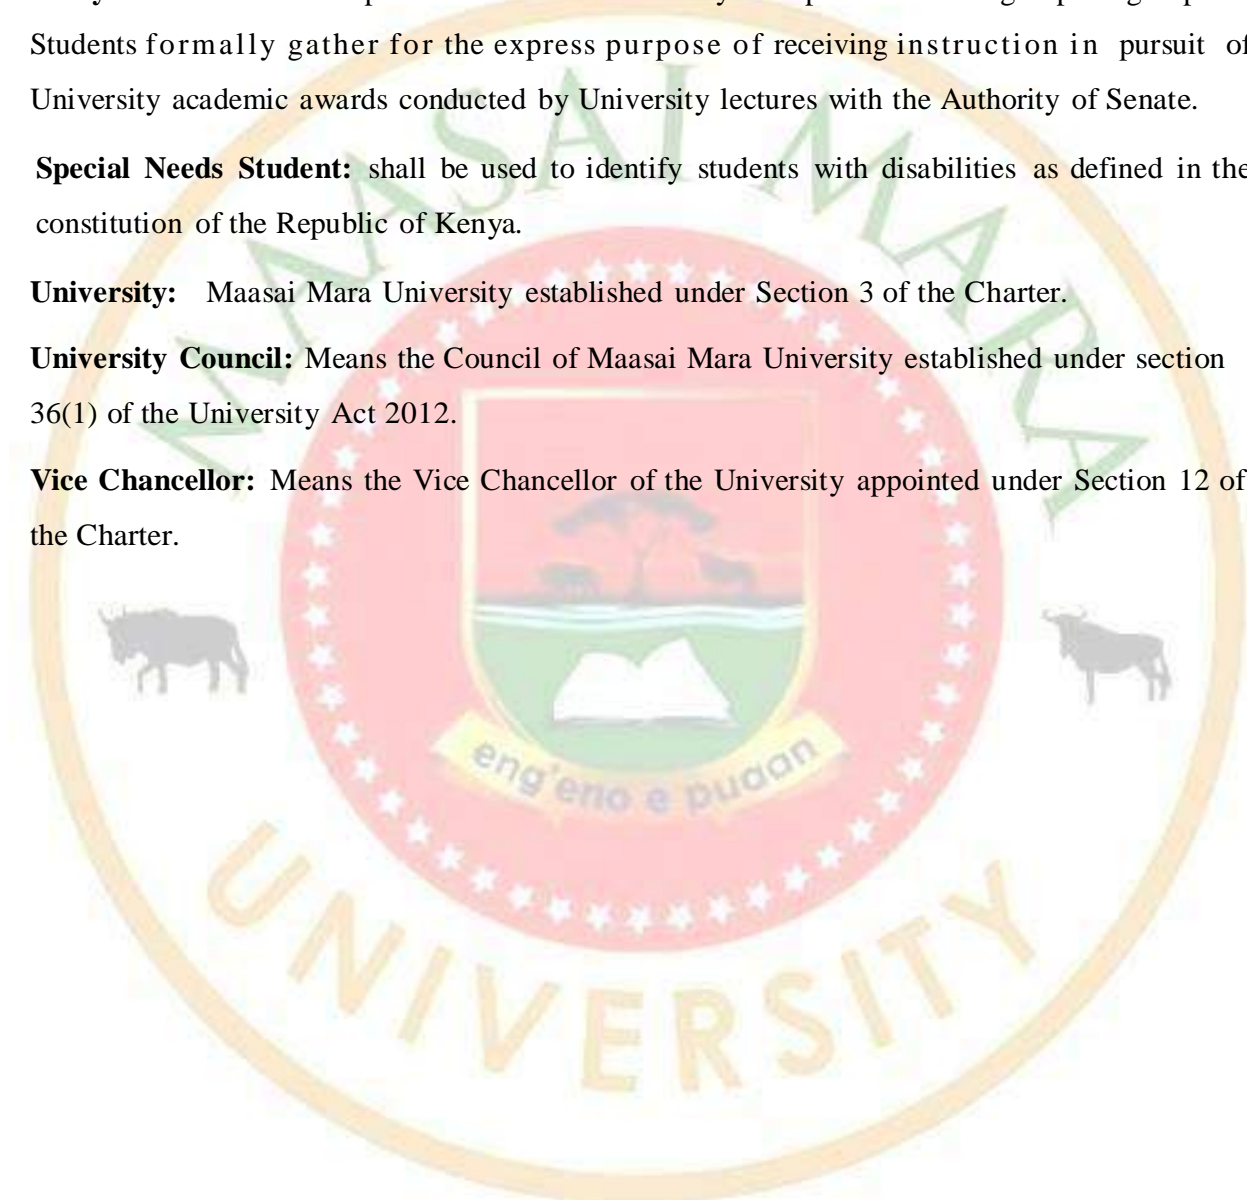 Students formally gather for the express purpose of receiving instruction in pursuit of
University academic awards conducted by University lectures with the Authority of Senate.
Special Needs Student: shall be used to identify students with disabilities as defined in the
constitution of the Republic of Kenya.
University: Maasai Mara University established under Section 3 of the Charter.
University Council: Means the Council of Maasai Mara University established under section
36(1) of the University Act 2012.
Vice Chancellor: Means the Vice Chancellor of the University appointed under Section 12 of
the Charter.
MAASAI MARA
eng'eno e puaan
UNIVERSITY